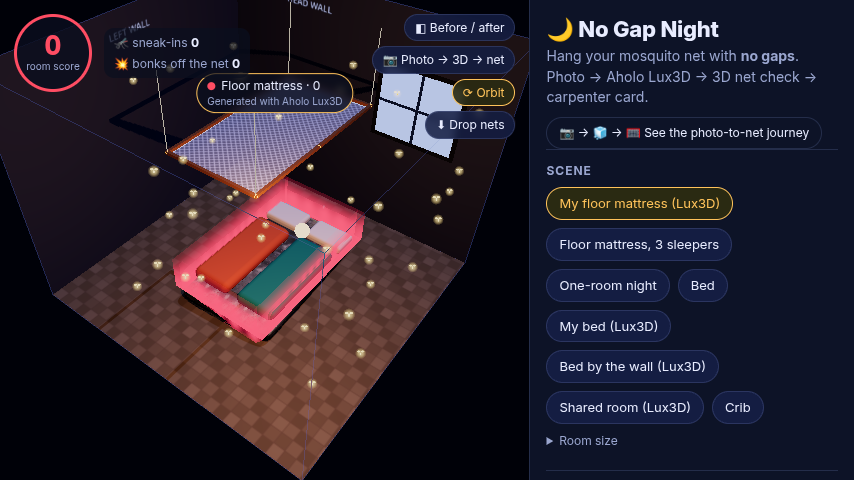 0
room score
LEFT WALL
HEAD WALL
🦟 sneak-ins 0
💥 bonks off the net 0
Floor mattress · 0
Generated with Aholo Lux3D
◧ Before / after
📷 Photo → 3D → net
⟳ Orbit
⬇ Drop nets
🌙 No Gap Night
Hang your mosquito net with no gaps.
Photo → Aholo Lux3D → 3D net check →
carpenter card.
📷 → 🧊 → 🥅 See the photo-to-net journey
SCENE
My floor mattress (Lux3D)
Floor mattress, 3 sleepers
One-room night
Bed
My bed (Lux3D)
Bed by the wall (Lux3D)
Shared room (Lux3D)
Crib
▶ Room size